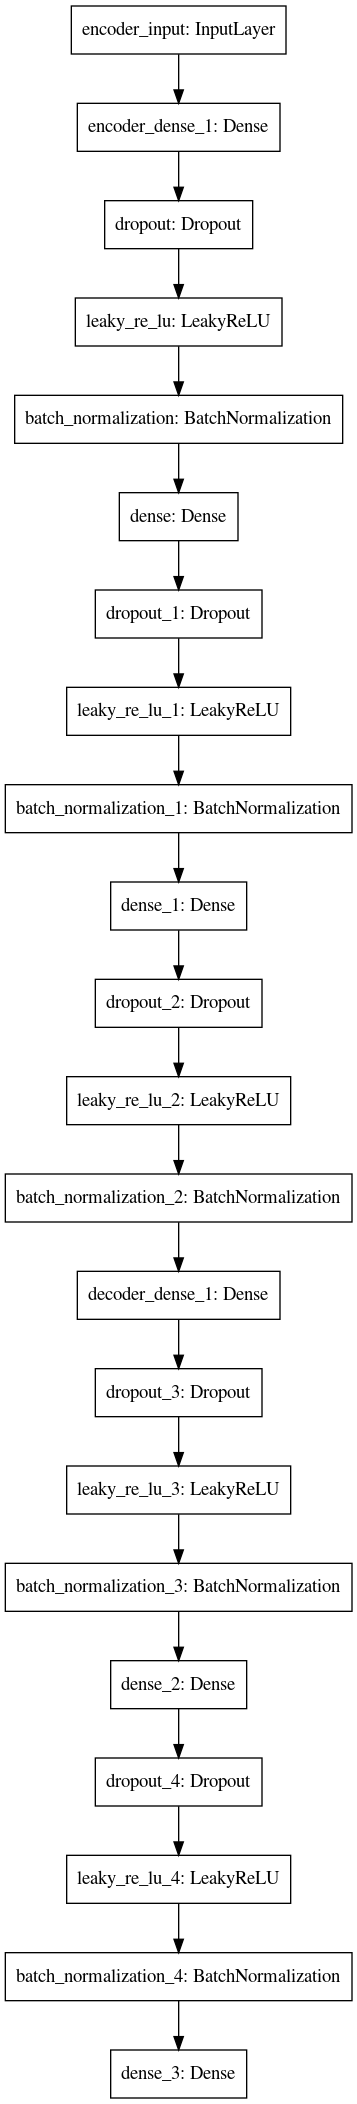 encoder_input: InputLayer
encoder_dense_1: Dense
dropout: Dropout
leaky_re_lu: LeakyReLU
batch_normalization: BatchNormalization
dense: Dense
dropout_1: Dropout
leaky_re_lu_1: LeakyReLU
batch_normalization_1: BatchNormalization
dense_1: Dense
dropout_2: Dropout
leaky_re_lu_2: LeakyReLU
batch_normalization_2: BatchNormalization
decoder_dense_1: Dense
dropout_3: Dropout
leaky_re_lu_3: LeakyReLU
batch_normalization_3: BatchNormalization
dense_2: Dense
dropout_4: Dropout
leaky_re_lu_4: LeakyReLU
batch_normalization_4: BatchNormalization
dense_3: Dense